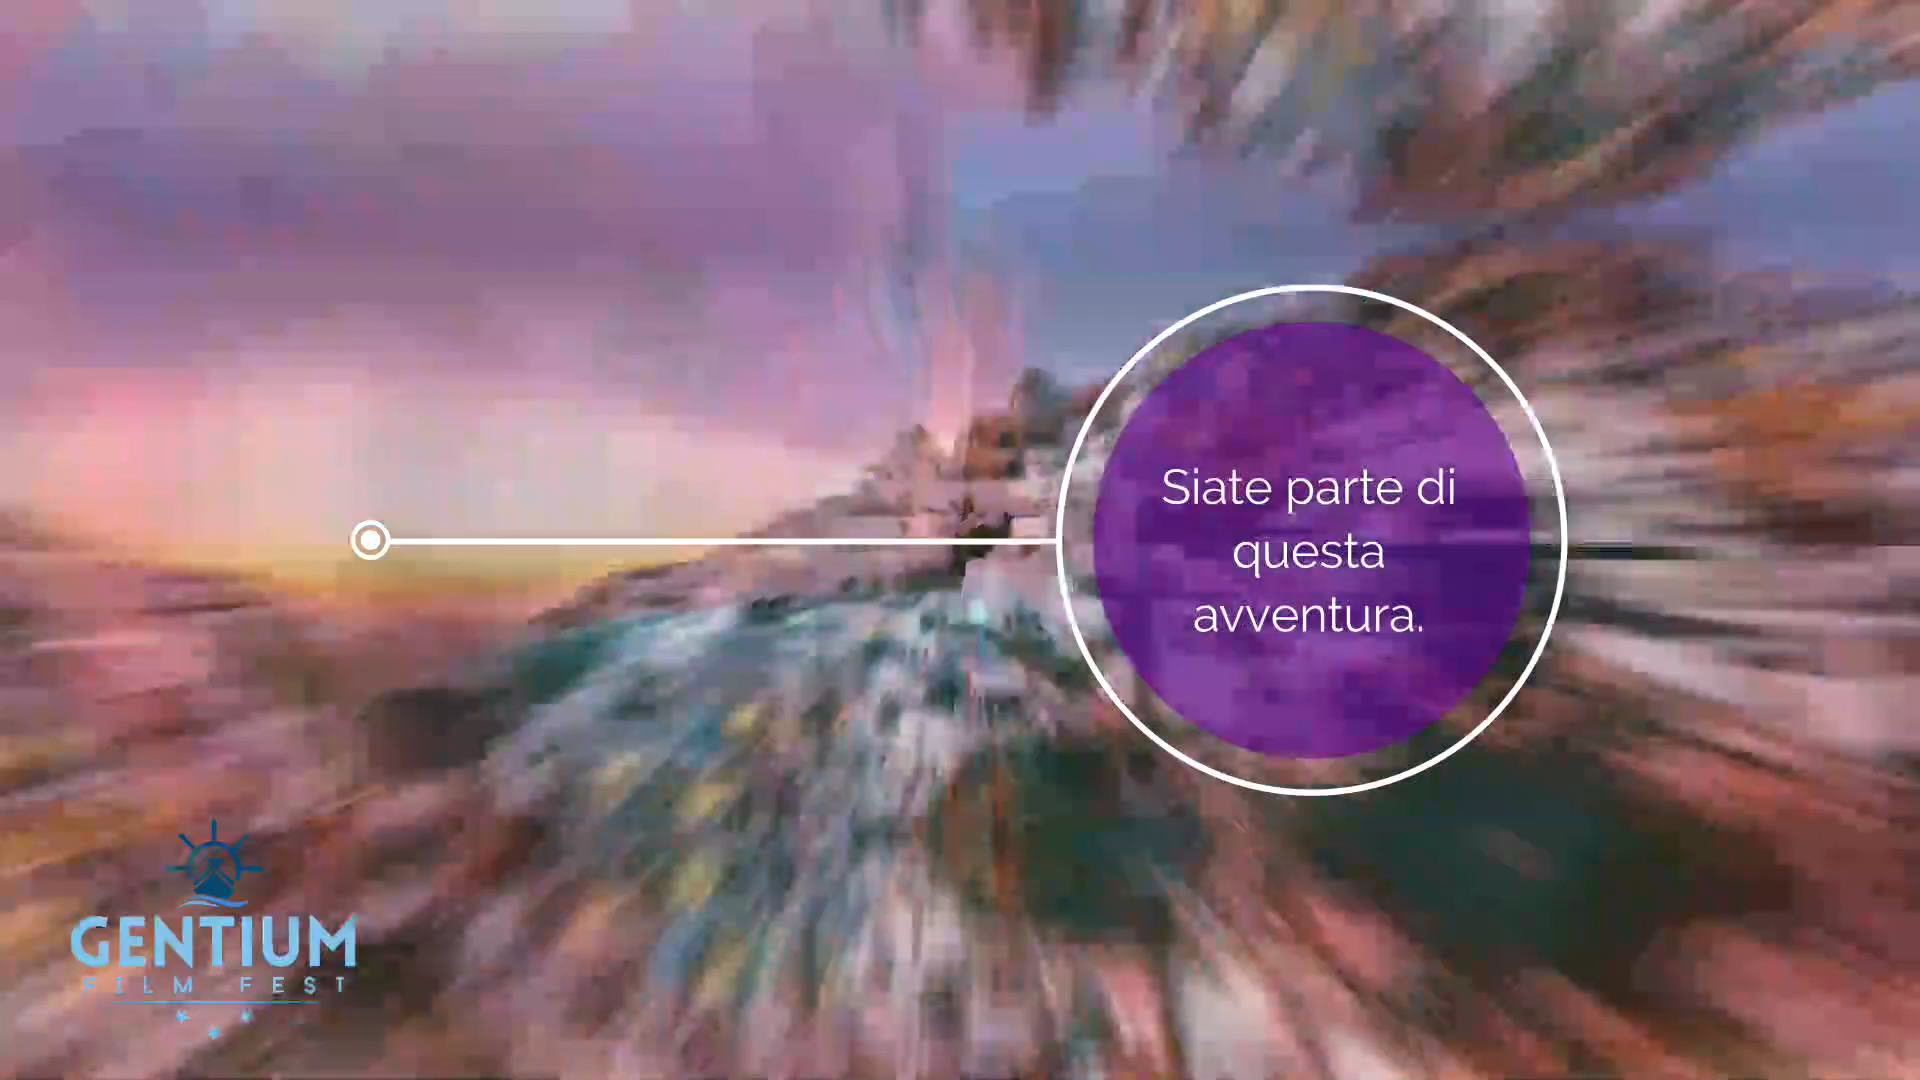 Siate parte di
questa
avventura.
GENTIUM
FILM FEST